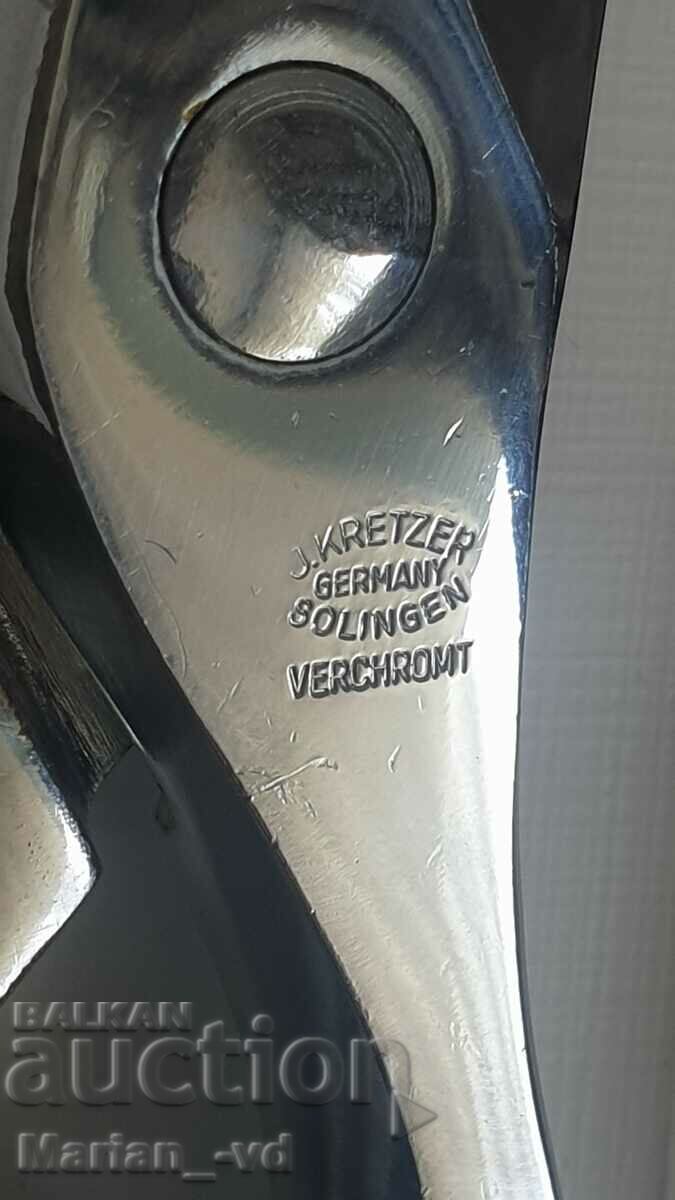 J. KRETZER
GERMANY
SOLINGEN
VERCHROMT
BALKAN
auction
Marian_-vd